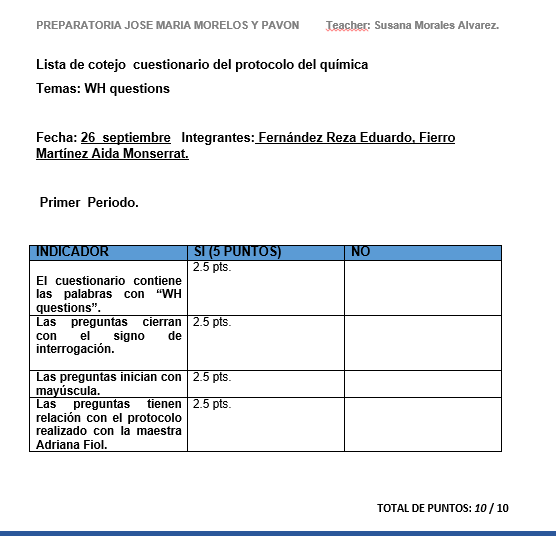 PREPARATORIA JOSE MARIA MORELOS Y PAVON Teacher: Susana Morales Alvarez.
Lista de cotejo cuestionario del protocolo del química
Temas: WH questions
Fecha: 26 septiembre Integrantes: Fernández Reza Eduardo, Fierro
Martínez Aida Monserrat.
Primer Periodo.
INDICADOR SI (5 PUNTOS) NO
2.5 pts.
El cuestionario contiene
las palabras con “WH
questions”.
Las preguntas cierran 2.5 pts.
con el signo de
interrogación.
Las preguntas inician con 2.5 pts.
mayúscula.
Las preguntas tienen 2.5 pts.
relación con el protocolo
realizado con la maestra
Adriana Fiol.
TOTAL DE PUNTOS: 10 / 10